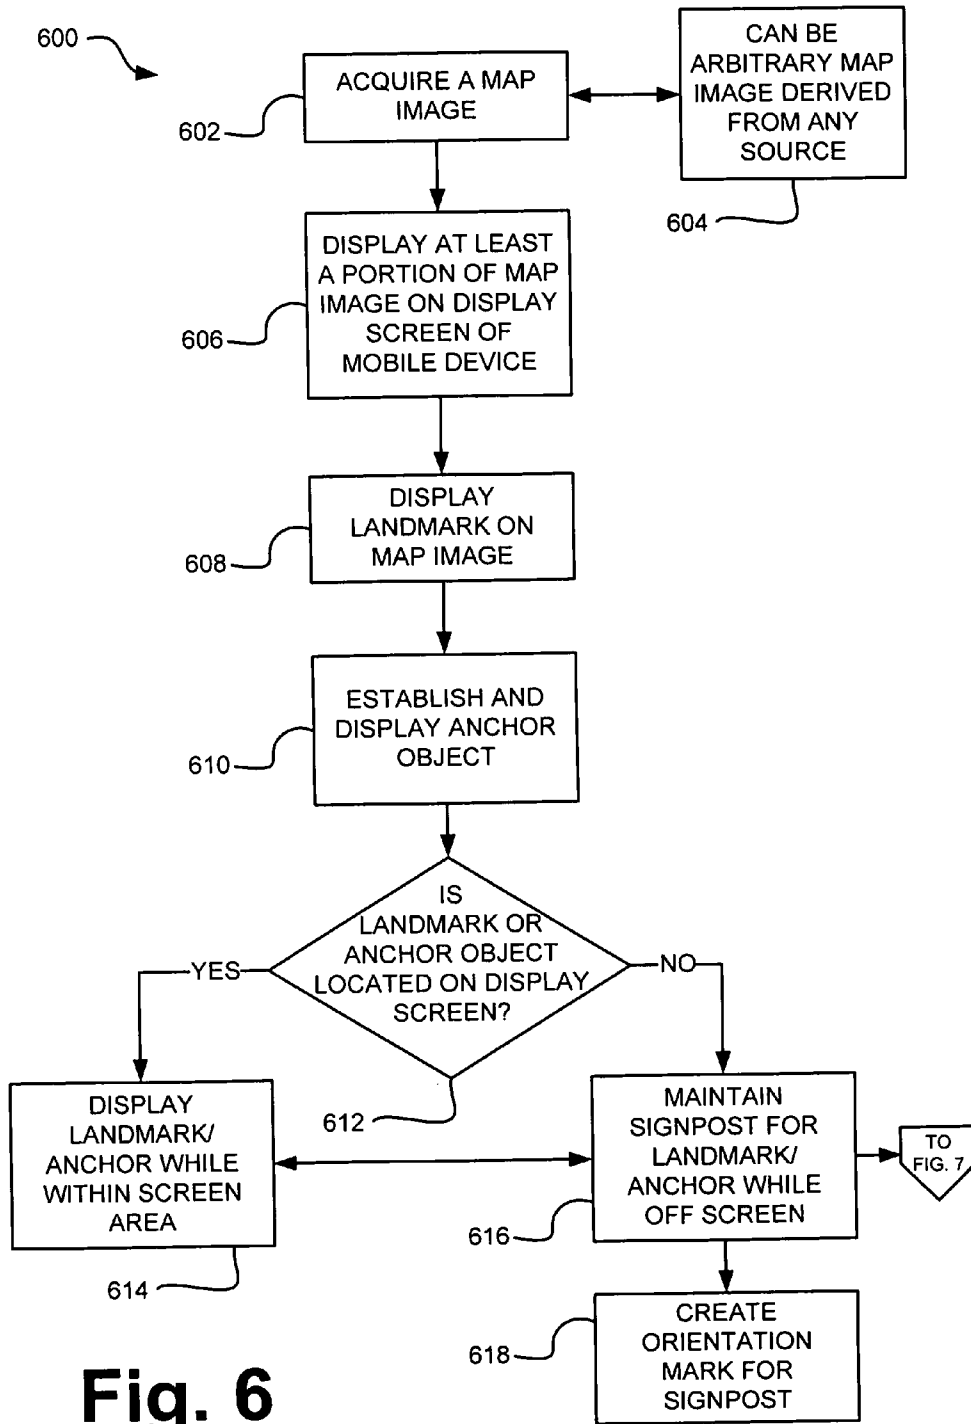 600
ACQUIRE A MAP
IMAGE
602
CAN BE
ARBITRARY MAP
IMAGE DERIVED
FROM ANY
SOURCE
604
DISPLAY AT LEAST
A PORTION OF MAP
IMAGE ON DISPLAY
SCREEN OF
MOBILE DEVICE
606
DISPLAY
LANDMARK ON
MAP IMAGE
608
ESTABLISH AND
DISPLAY ANCHOR
OBJECT
610
IS
LANDMARK OR
ANCHOR OBJECT
LOCATED ON DISPLAY
SCREEN?
YES
NO
612
DISPLAY
LANDMARK/
ANCHOR WHILE
WITHIN SCREEN
AREA
614
MAINTAIN
SIGNPOST FOR
LANDMARK/
ANCHOR WHILE
OFF SCREEN
616
TO
FIG. 7
CREATE
ORIENTATION
MARK FOR
SIGNPOST
618
Fig. 6